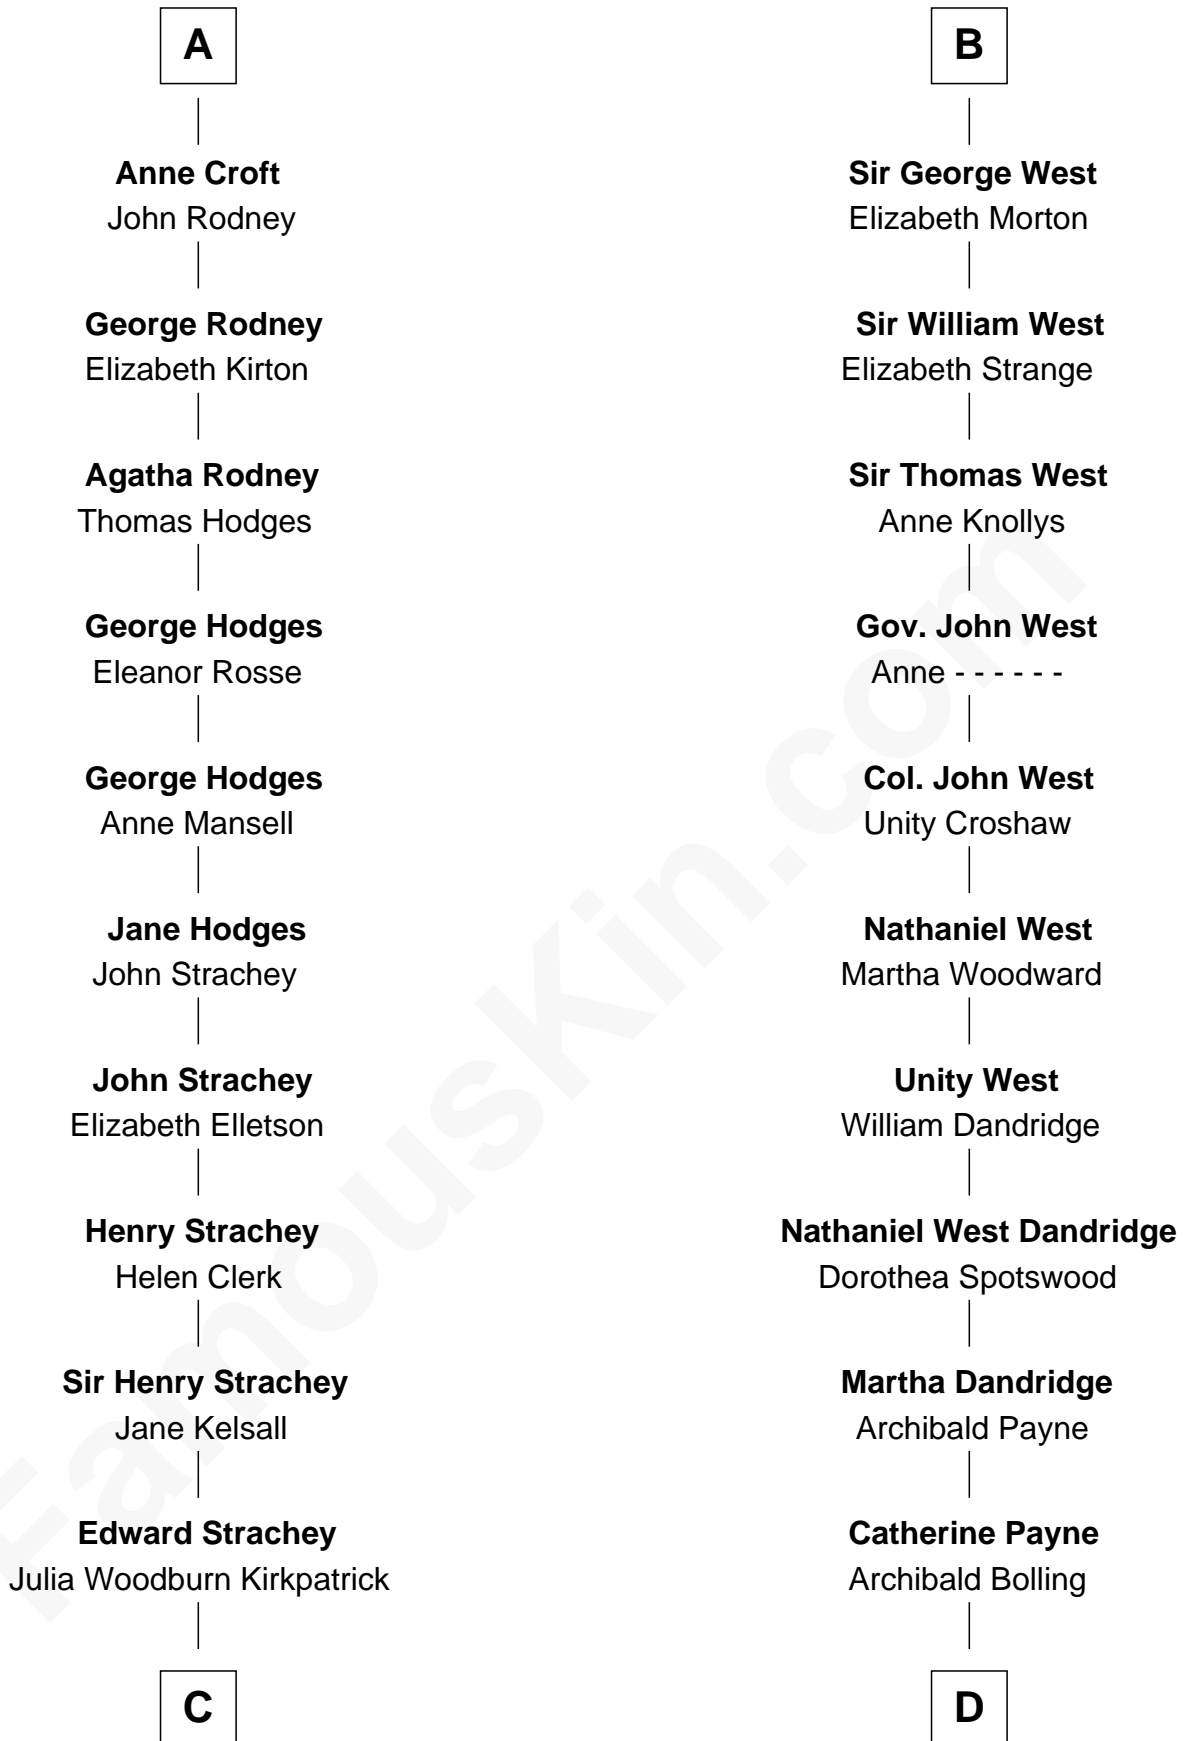 A
Anne Croft
John Rodney
George Rodney
Elizabeth Kirton
Agatha Rodney
Thomas Hodges
George Hodges
Eleanor Rosse
George Hodges
Anne Mansell
Jane Hodges
John Strachey
John Strachey
Elizabeth Elletson
Henry Strachey
Helen Clerk
Sir Henry Strachey
Jane Kelsall
Edward Strachey
Julia Woodburn Kirkpatrick
C
B
Sir George West
Elizabeth Morton
Sir William West
Elizabeth Strange
Sir Thomas West
Anne Knollys
Gov. John West
Anne - - - - - -
Col. John West
Unity Croshaw
Nathaniel West
Martha Woodward
Unity West
William Dandridge
Nathaniel West Dandridge
Dorothea Spotswood
Martha Dandridge
Archibald Payne
Catherine Payne
Archibald Bolling
D
FamousKin.com